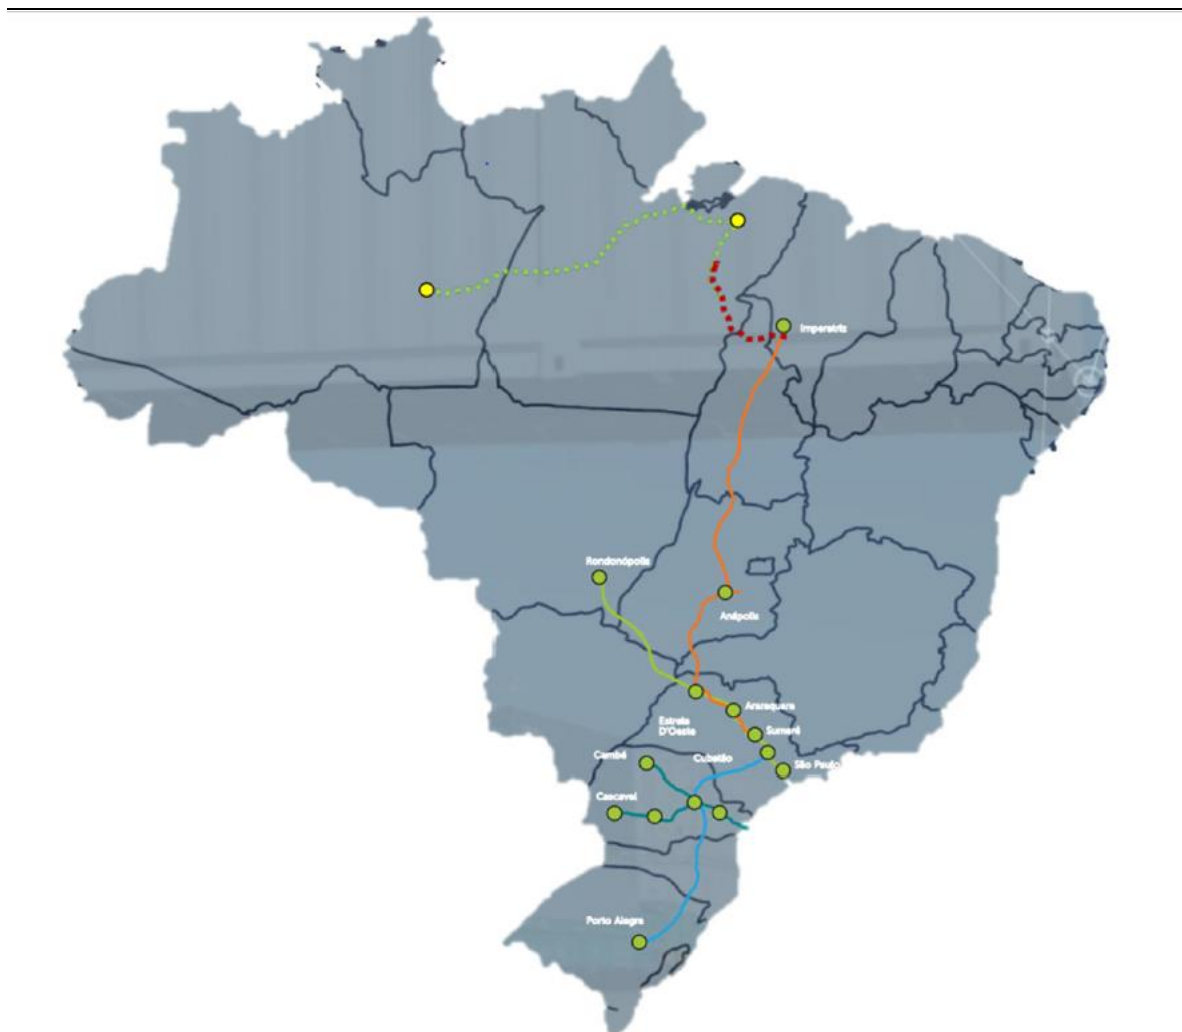 Imperatriz
Rondonópolis
Anápolis
Araraquara
Estrela
D'Oeste
Sumaré
Cambé
Cubatão
São Paulo
Cascavel
Porto Alegre